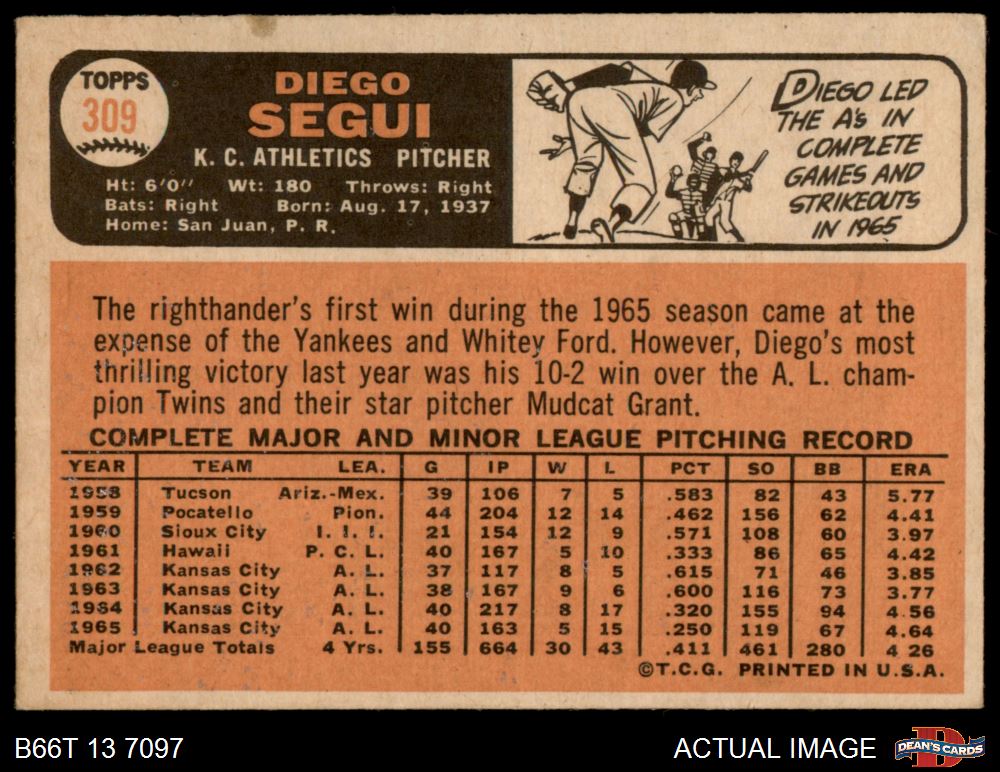 TOPPS
309
DIEGO
SEGUI
K. C. ATHLETICS PITCHER
Ht: 6'0" Wt: 180 Throws: Right
Bats: Right Born: Aug. 17, 1937
Home: San Juan, P. R.
DIEGO LED
THE A's IN
COMPLETE
GAMES AND
STRIKEOUTS
IN 1965
The righthander's first win during the 1965 season came at the
expense of the Yankees and Whitey Ford. However, Diego's most
thrilling victory last year was his 10-2 win over the A. L. cham-
pion Twins and their star pitcher Mudcat Grant.
COMPLETE MAJOR AND MINOR LEAGUE PITCHING RECORD
YEAR TEAM LEA. G IP W L PCT SO BB ERA
1958 Tucson Ariz.-Mex. 39 106 7 5 .583 82 43 5.77
1959 Pocatello Pion. 44 204 12 14 .462 156 62 4.41
1960 Sioux City I. I. I. 21 154 12 9 .571 108 60 3.97
1961 Hawaii P. C. L. 40 167 5 10 .333 86 65 4.42
1962 Kansas City A. L. 37 117 8 5 .615 71 46 3.85
1963 Kansas City A. L. 38 167 9 6 .600 116 73 3.77
1964 Kansas City A. L. 40 217 8 17 .320 155 94 4.56
1965 Kansas City A. L. 40 163 5 15 .250 119 67 4.64
Major League Totals 4 Yrs. 155 664 30 43 .411 461 280 4 26
©T.C.G. PRINTED IN U.S.A.
B66T 13 7097
ACTUAL IMAGE
DEAN'S CARDS